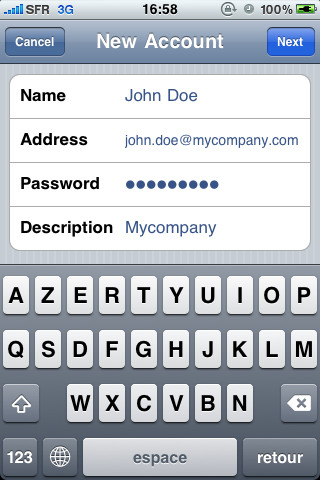 SFR 3G 16:58 100%
Cancel New Account Next
Name John Doe
Address john.doe@mycompany.com
Password ●●●●●●●●●
Description Mycompany
A Z E R T Y U I O P
Q S D F G H J K L M
W X C V B N
123 espace retour